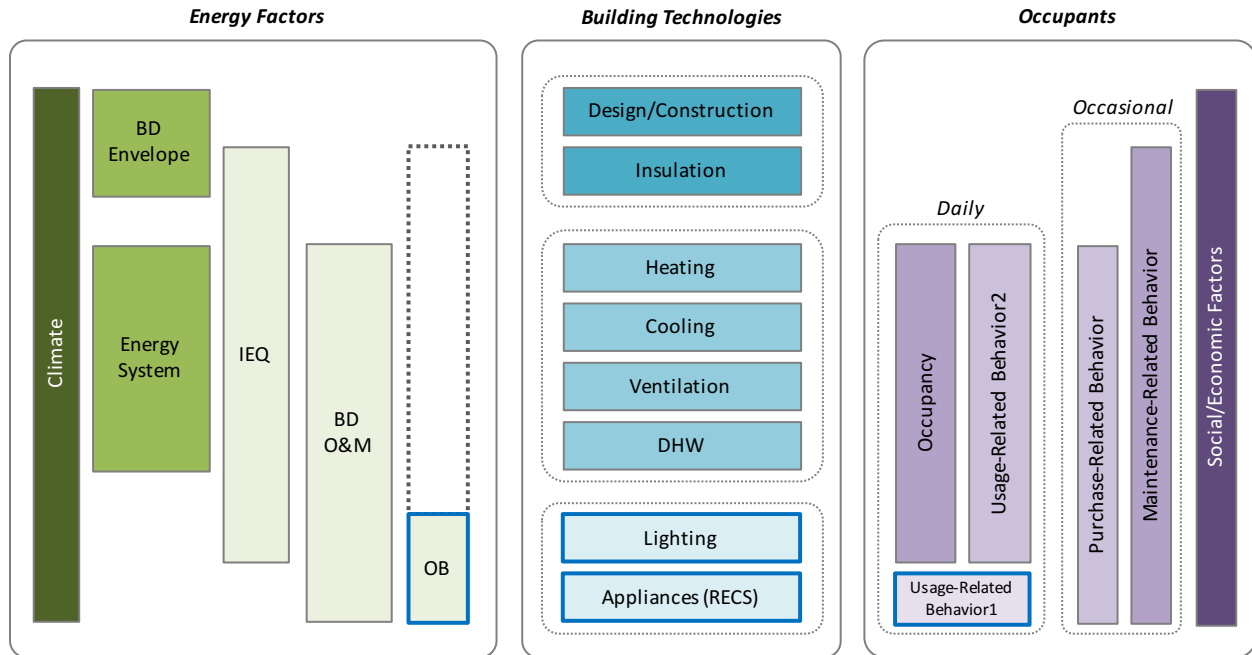 Energy Factors
Building Technologies
Occupants
Climate
BD
Envelope
Energy
System
IEQ
BD
O&M
OB
Design/Construction
Insulation
Heating
Cooling
Ventilation
DHW
Lighting
Appliances (RECS)
Daily
Occupancy
Usage-Related Behavior2
Usage-Related
Behavior1
Occasional
Purchase-Related Behavior
Maintenance-Related Behavior
Social/Economic Factors